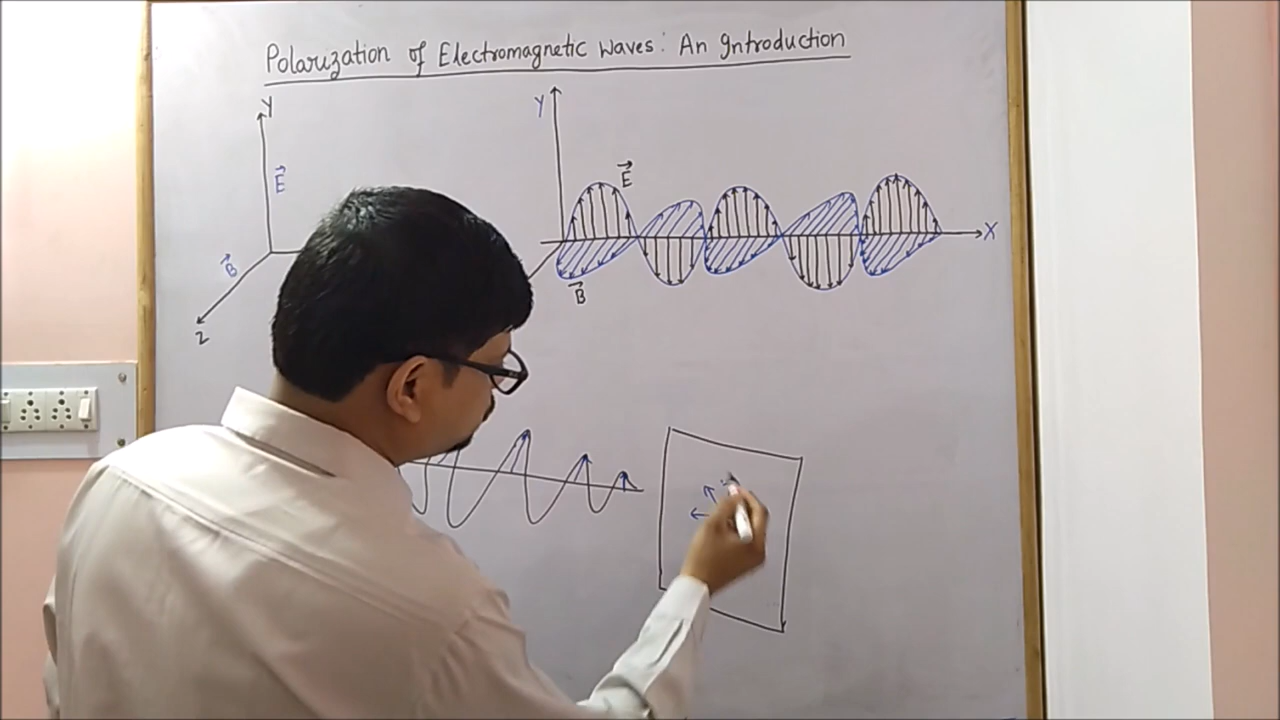 Polarization of Electromagnetic Waves: An Introduction
Y
E
B
Z
Y
E
X
B